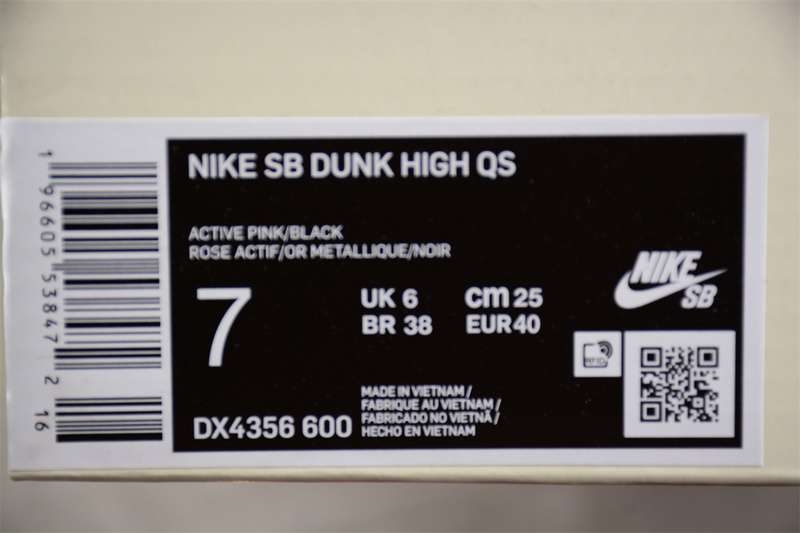 NIKE SB DUNK HIGH QS
ACTIVE PINK/BLACK
ROSE ACTIF/OR METALLIQUE/NOIR
7
UK 6
cm 25
BR 38
EUR 40
NIKE
SB
MADE IN VIETNAM /
FABRIQUE AU VIETNAM /
FABRICADO NO VIETNÃ /
HECHO EN VIETNAM
DX4356 600
1 96605 53847 2
16